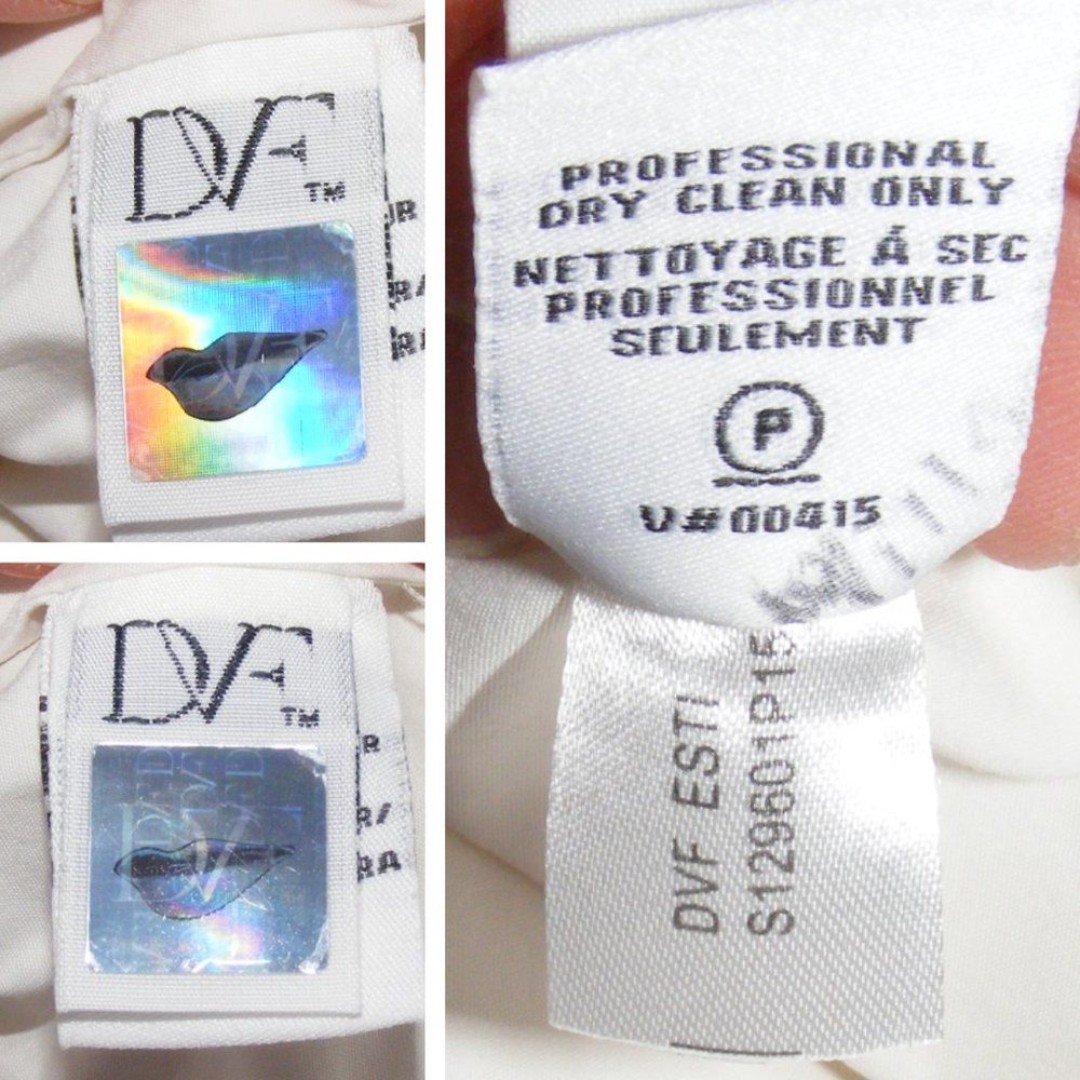 DVF
TM
DVF
TM
PROFESSIONAL
DRY CLEAN ONLY
NETTOYAGE Á SEC
PROFESSIONNEL
SEULEMENT
P
V#00415
DVF ESTI
S129601P15